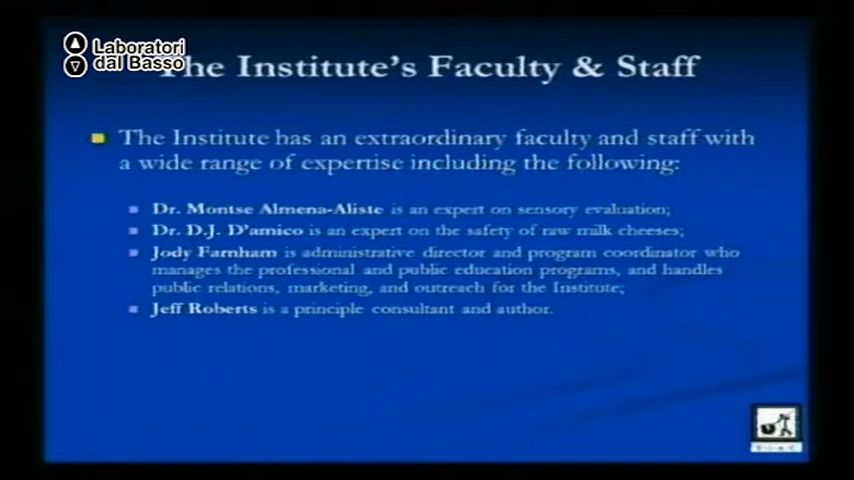 Laboratori
dal Basso
The Institute's Faculty & Staff
The Institute has an extraordinary faculty and staff with
a wide range of expertise including the following:
Dr. Montse Almena-Aliste is an expert on sensory evaluation;
Dr. D.J. D'amico is an expert on the safety of raw milk cheeses;
Jody Farnham is administrative director and program coordinator who
manages the professional and public education programs, and handles
public relations, marketing, and outreach for the Institute;
Jeff Roberts is a principle consultant and author.